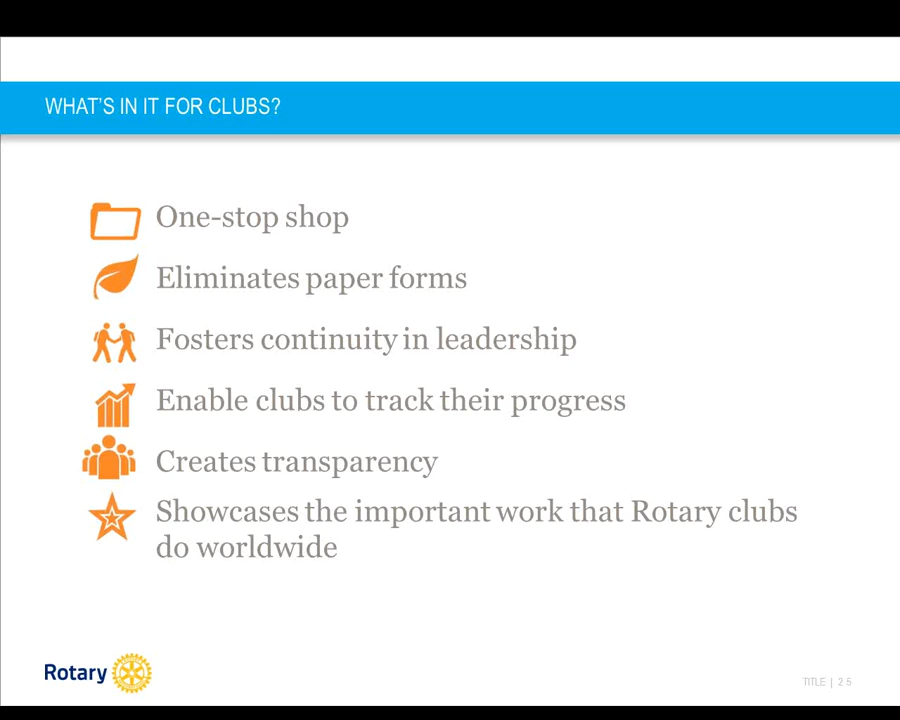 WHAT'S IN IT FOR CLUBS?
One-stop shop
Eliminates paper forms
Fosters continuity in leadership
Enable clubs to track their progress
Creates transparency
Showcases the important work that Rotary clubs
do worldwide
Rotary
TITLE | 25